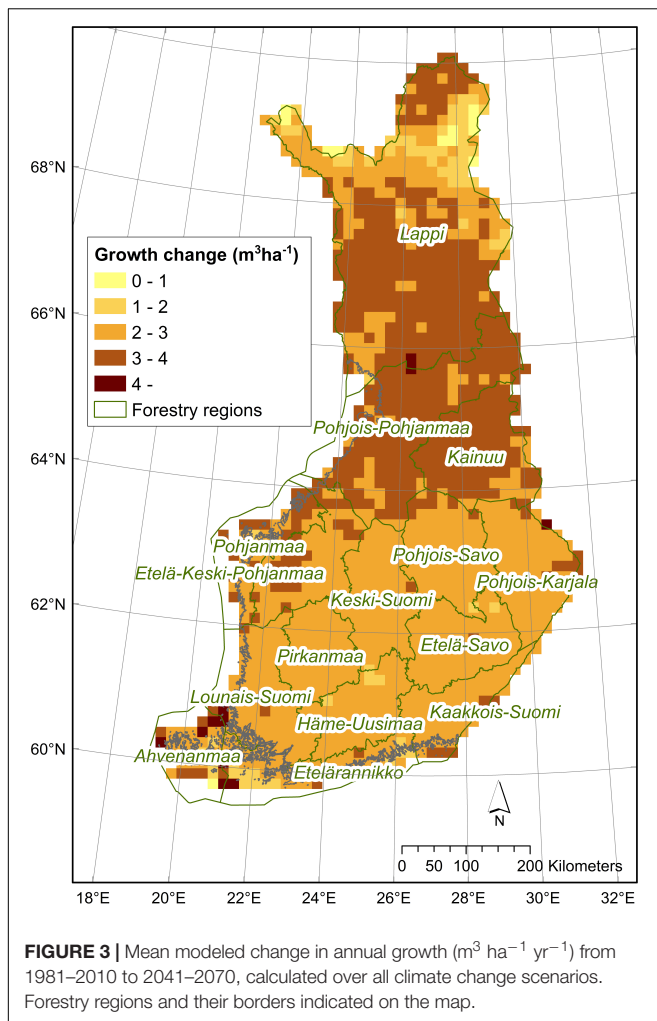 68°N
66°N
64°N
62°N
60°N
Growth change (m³ha⁻¹)
0 - 1
1 - 2
2 - 3
3 - 4
4 -
Forestry regions
Lappi
Pohjois-Pohjanmaa
Kainuu
Pohjanmaa
Etelä-Keski-Pohjanmaa
Pohjois-Savo
Pohjois-Karjala
Keski-Suomi
Pirkanmaa
Etelä-Savo
Lounais-Suomi
Häme-Uusimaa
Kaakkois-Suomi
Ahvenanmaa
Etelärannikko
N
0 50 100 200 Kilometers
18°E 20°E 22°E 24°E 26°E 28°E 30°E 32°E
FIGURE 3 | Mean modeled change in annual growth (m³ ha⁻¹ yr⁻¹) from
1981–2010 to 2041–2070, calculated over all climate change scenarios.
Forestry regions and their borders indicated on the map.